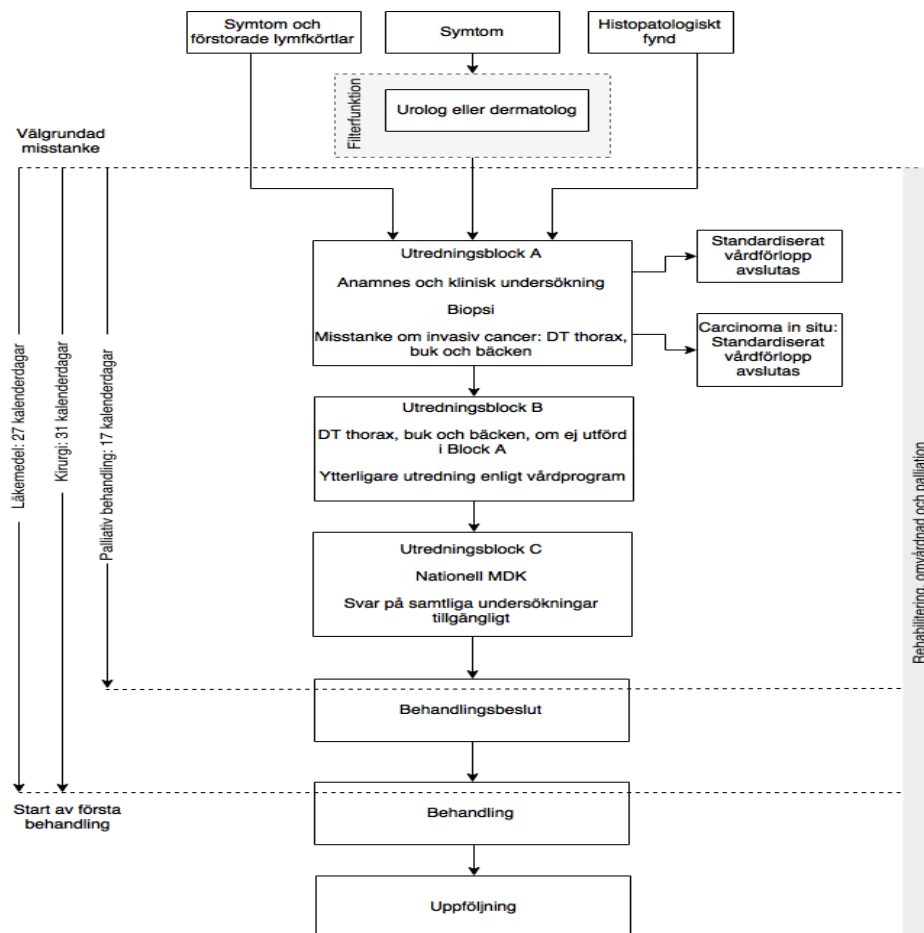 Symtom och
förstorade lymfkörtlar
Symtom
Histopatologiskt
fynd
Filterfunktion
Urolog eller dermatolog
Välgrundad
misstanke
Utredningsblock A
Anamnes och klinisk undersökning
Biopsi
Misstanke om invasiv cancer: DT thorax,
buk och bäcken
Standardiserat
vårdförlopp
avslutas
Carcinoma in situ:
Standardiserat
vårdförlopp
avslutas
Läkemedel: 27 kalenderdagar
Kirurgi: 31 kalenderdagar
Palliativ behandling: 17 kalenderdagar
Utredningsblock B
DT thorax, buk och bäcken, om ej utförd
i Block A
Ytterligare utredning enligt vårdprogram
Utredningsblock C
Nationell MDK
Svar på samtliga undersökningar
tillgängligt
Rehabilitering, omvårdnad och palliation
Behandlingsbeslut
Start av första
behandling
Behandling
Uppföljning